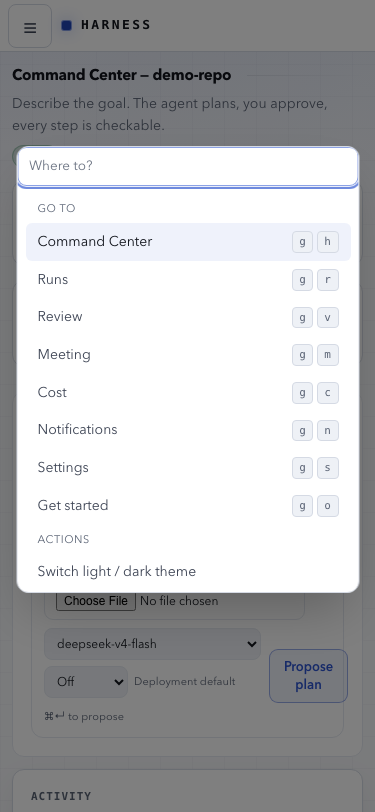 HARNESS
Command Center — demo-repo
Describe the goal. The agent plans, you approve,
every step is checkable.
Where to?
GO TO
Command Center g h
Runs g r
Review g v
Meeting g m
Cost g c
Notifications g n
Settings g s
Get started g o
ACTIONS
Switch light / dark theme
Choose File No file chosen
deepseek-v4-flash
Off Deployment default
Propose
plan
⌘↵ to propose
ACTIVITY